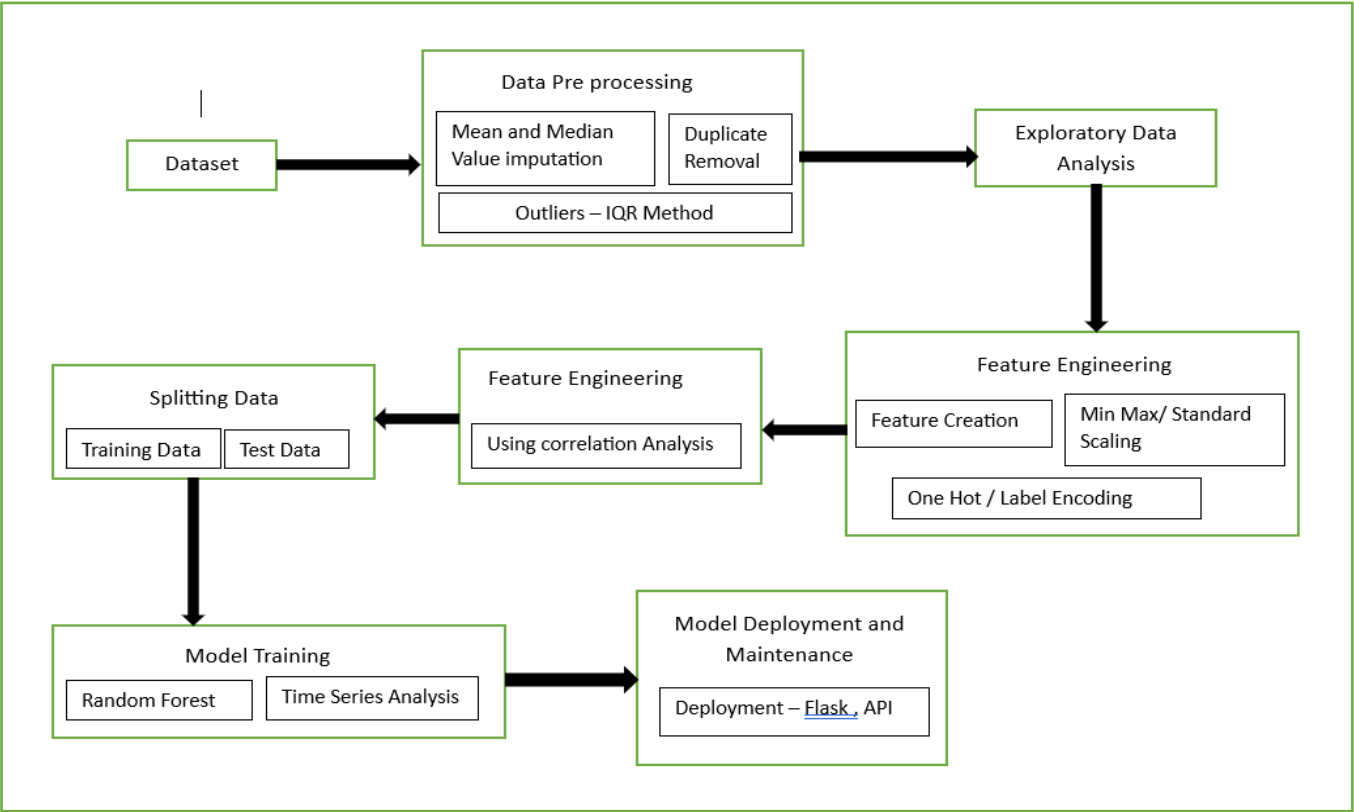 Data Pre processing
Mean and Median
Value imputation
Duplicate
Removal
Outliers – IQR Method
Dataset
Exploratory Data
Analysis
Feature Engineering
Feature Creation
Min Max/ Standard
Scaling
One Hot / Label Encoding
Feature Engineering
Using correlation Analysis
Splitting Data
Training Data
Test Data
Model Training
Random Forest
Time Series Analysis
Model Deployment and
Maintenance
Deployment – Flask , API